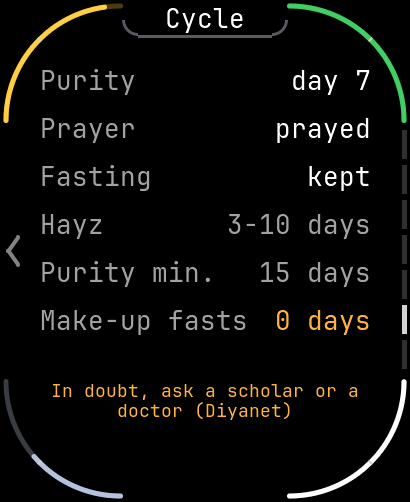 Cycle
Purity day 7
Prayer prayed
Fasting kept
Hayz 3-10 days
Purity min. 15 days
Make-up fasts 0 days
In doubt, ask a scholar or a
doctor (Diyanet)